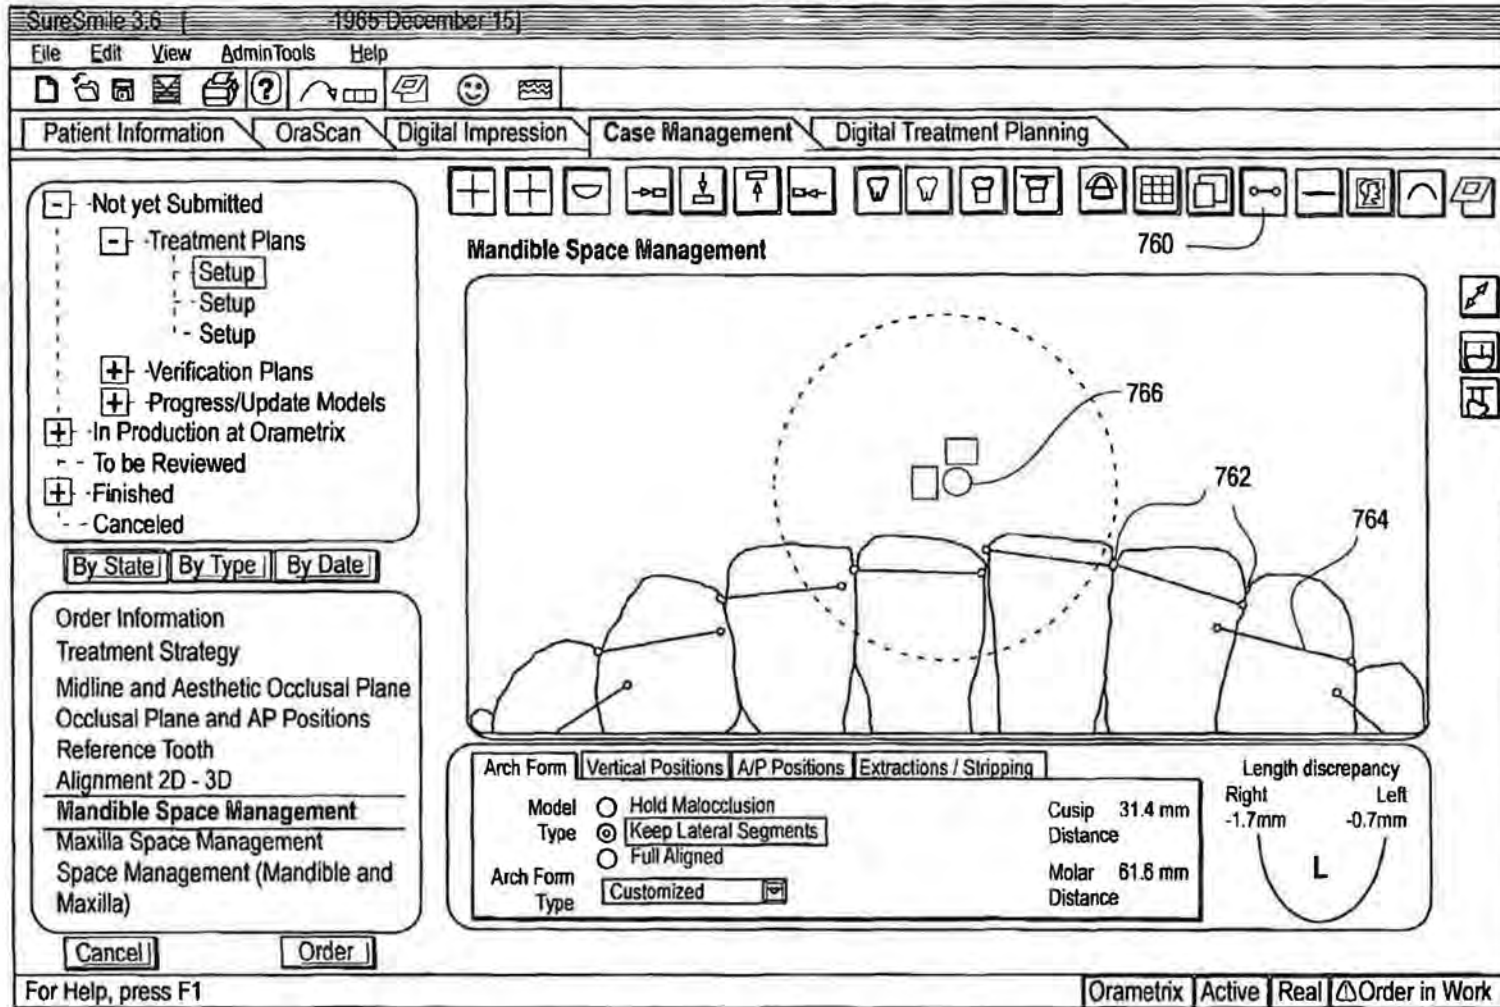 SureSmile 3.6 [ 1965 December 15]
File Edit View AdminTools Help
?
Patient Information OraScan Digital Impression Case Management Digital Treatment Planning
- Not yet Submitted
- Treatment Plans
Setup
Setup
Setup
+ Verification Plans
+ Progress/Update Models
+ In Production at Orametrix
To be Reviewed
+ Finished
Canceled
By State By Type By Date
Order Information
Treatment Strategy
Midline and Aesthetic Occlusal Plane
Occlusal Plane and AP Positions
Reference Tooth
Alignment 2D - 3D
Mandible Space Management
Maxilla Space Management
Space Management (Mandible and
Maxilla)
Cancel Order
760
Mandible Space Management
766
762
764
Arch Form Vertical Positions A/P Positions Extractions / Stripping
Model
Type
Hold Malocclusion
Keep Lateral Segments
Full Aligned
Arch Form
Type
Customized
Cusip 31.4 mm
Distance
Molar 61.6 mm
Distance
Length discrepancy
Right Left
-1.7mm -0.7mm
L
For Help, press F1
Orametrix Active Real Order in Work